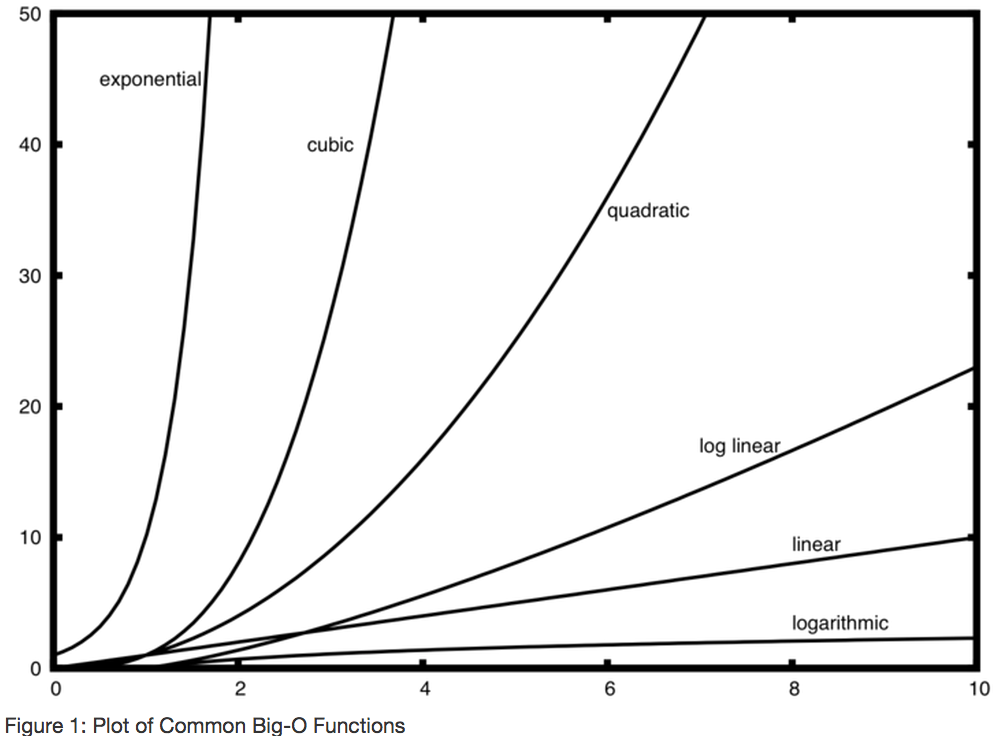 50
exponential
40
cubic
quadratic
30
20
log linear
10
linear
logarithmic
0
0 2 4 6 8 10
Figure 1: Plot of Common Big-O Functions